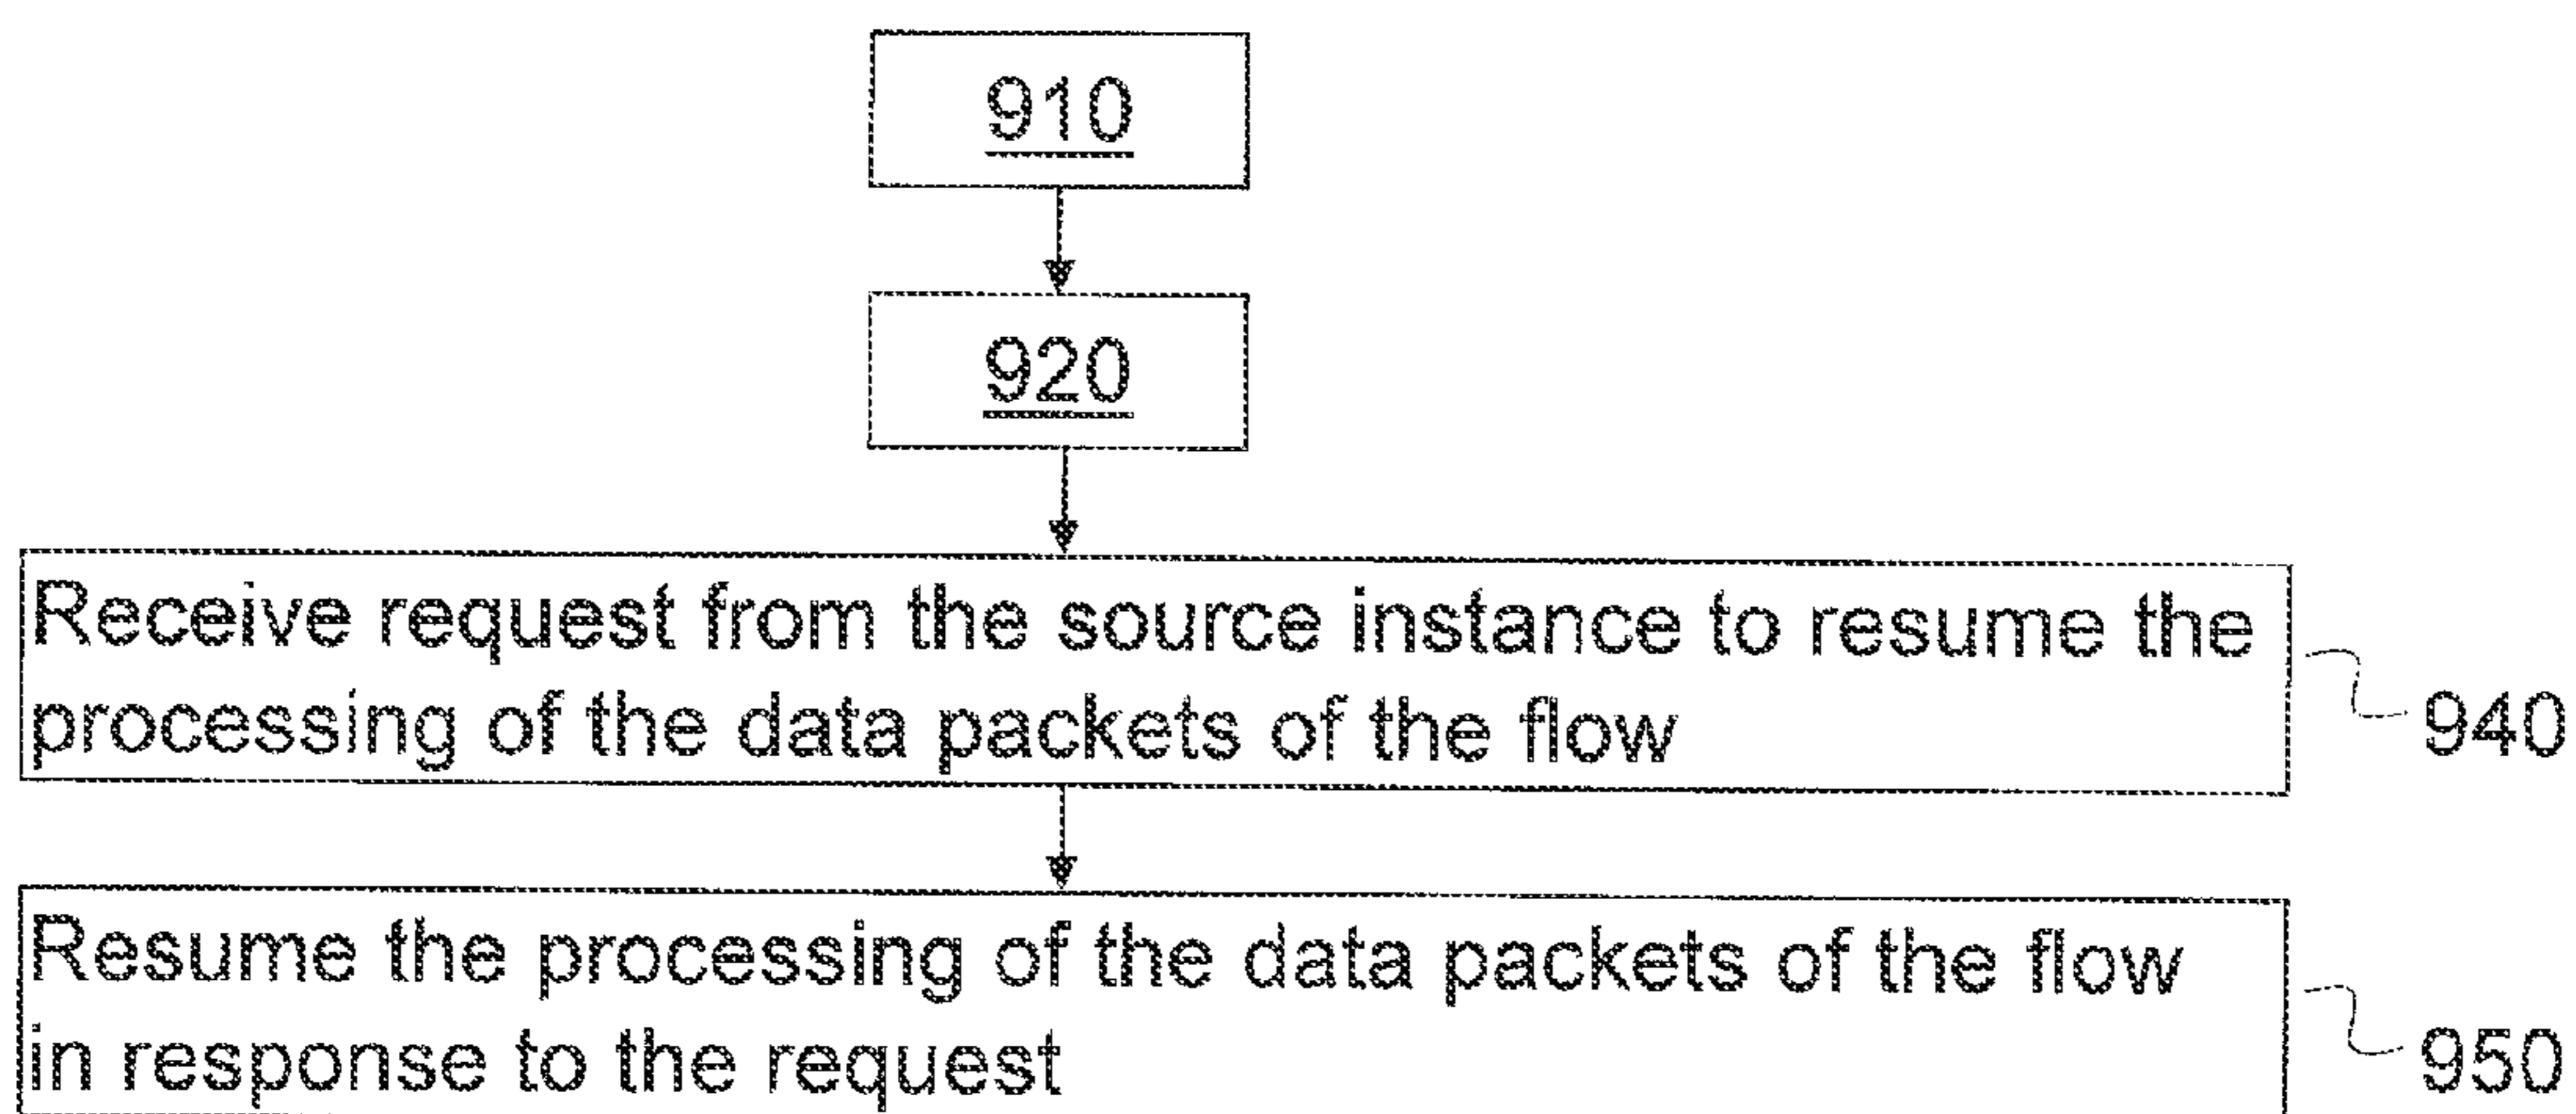 910
920
Receive request from the source instance to resume the
processing of the data packets of the flow
940
Resume the processing of the data packets of the flow
in response to the request
950